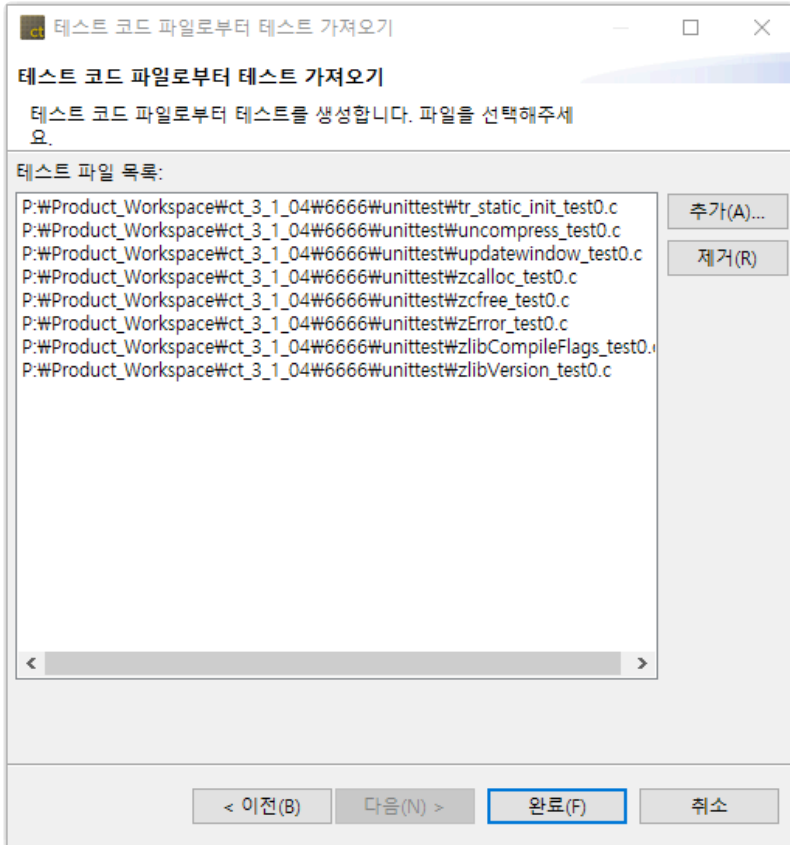 ct 테스트 코드 파일로부터 테스트 가져오기
테스트 코드 파일로부터 테스트 가져오기
테스트 코드 파일로부터 테스트를 생성합니다. 파일을 선택해주세
요.
테스트 파일 목록:
P:₩Product_Workspace₩ct_3_1_04₩6666₩unittest₩tr_static_init_test0.c
P:₩Product_Workspace₩ct_3_1_04₩6666₩unittest₩uncompress_test0.c
P:₩Product_Workspace₩ct_3_1_04₩6666₩unittest₩updatewindow_test0.c
P:₩Product_Workspace₩ct_3_1_04₩6666₩unittest₩zcalloc_test0.c
P:₩Product_Workspace₩ct_3_1_04₩6666₩unittest₩zcfree_test0.c
P:₩Product_Workspace₩ct_3_1_04₩6666₩unittest₩zError_test0.c
P:₩Product_Workspace₩ct_3_1_04₩6666₩unittest₩zlibCompileFlags_test0.
P:₩Product_Workspace₩ct_3_1_04₩6666₩unittest₩zlibVersion_test0.c
추가(A)...
제거(R)
< 이전(B) 다음(N) > 완료(F) 취소